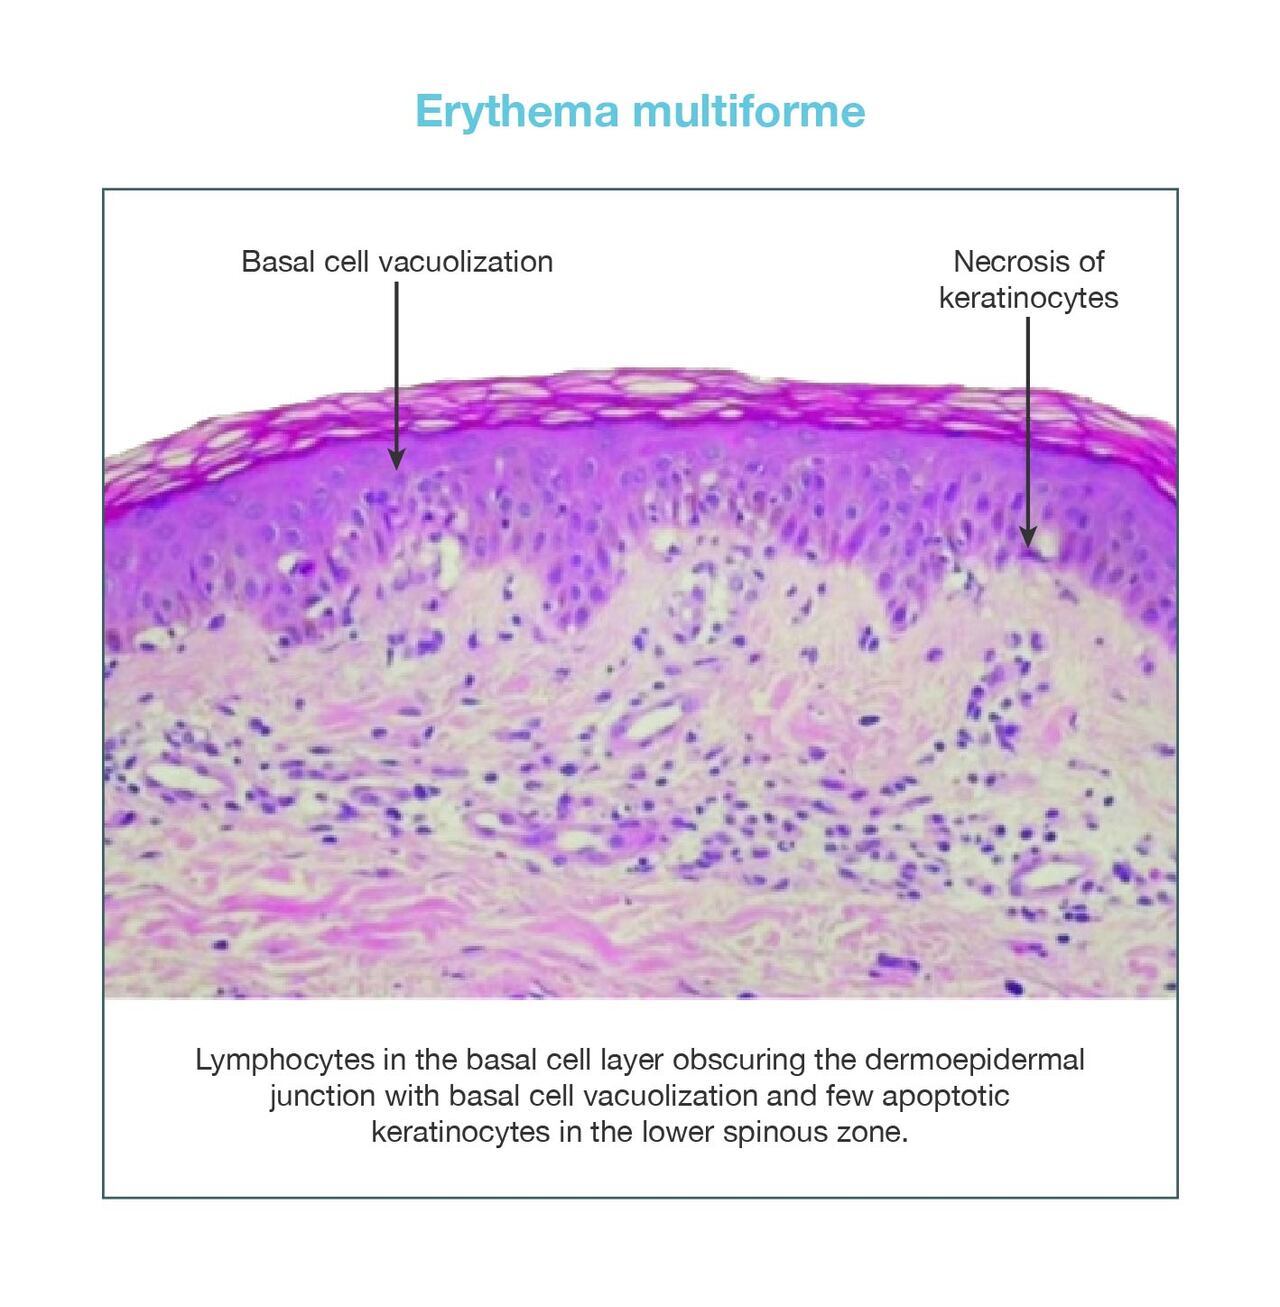 Erythema multiforme
Basal cell vacuolization
Necrosis of
keratinocytes
Lymphocytes in the basal cell layer obscuring the dermoepidermal
junction with basal cell vacuolization and few apoptotic
keratinocytes in the lower spinous zone.